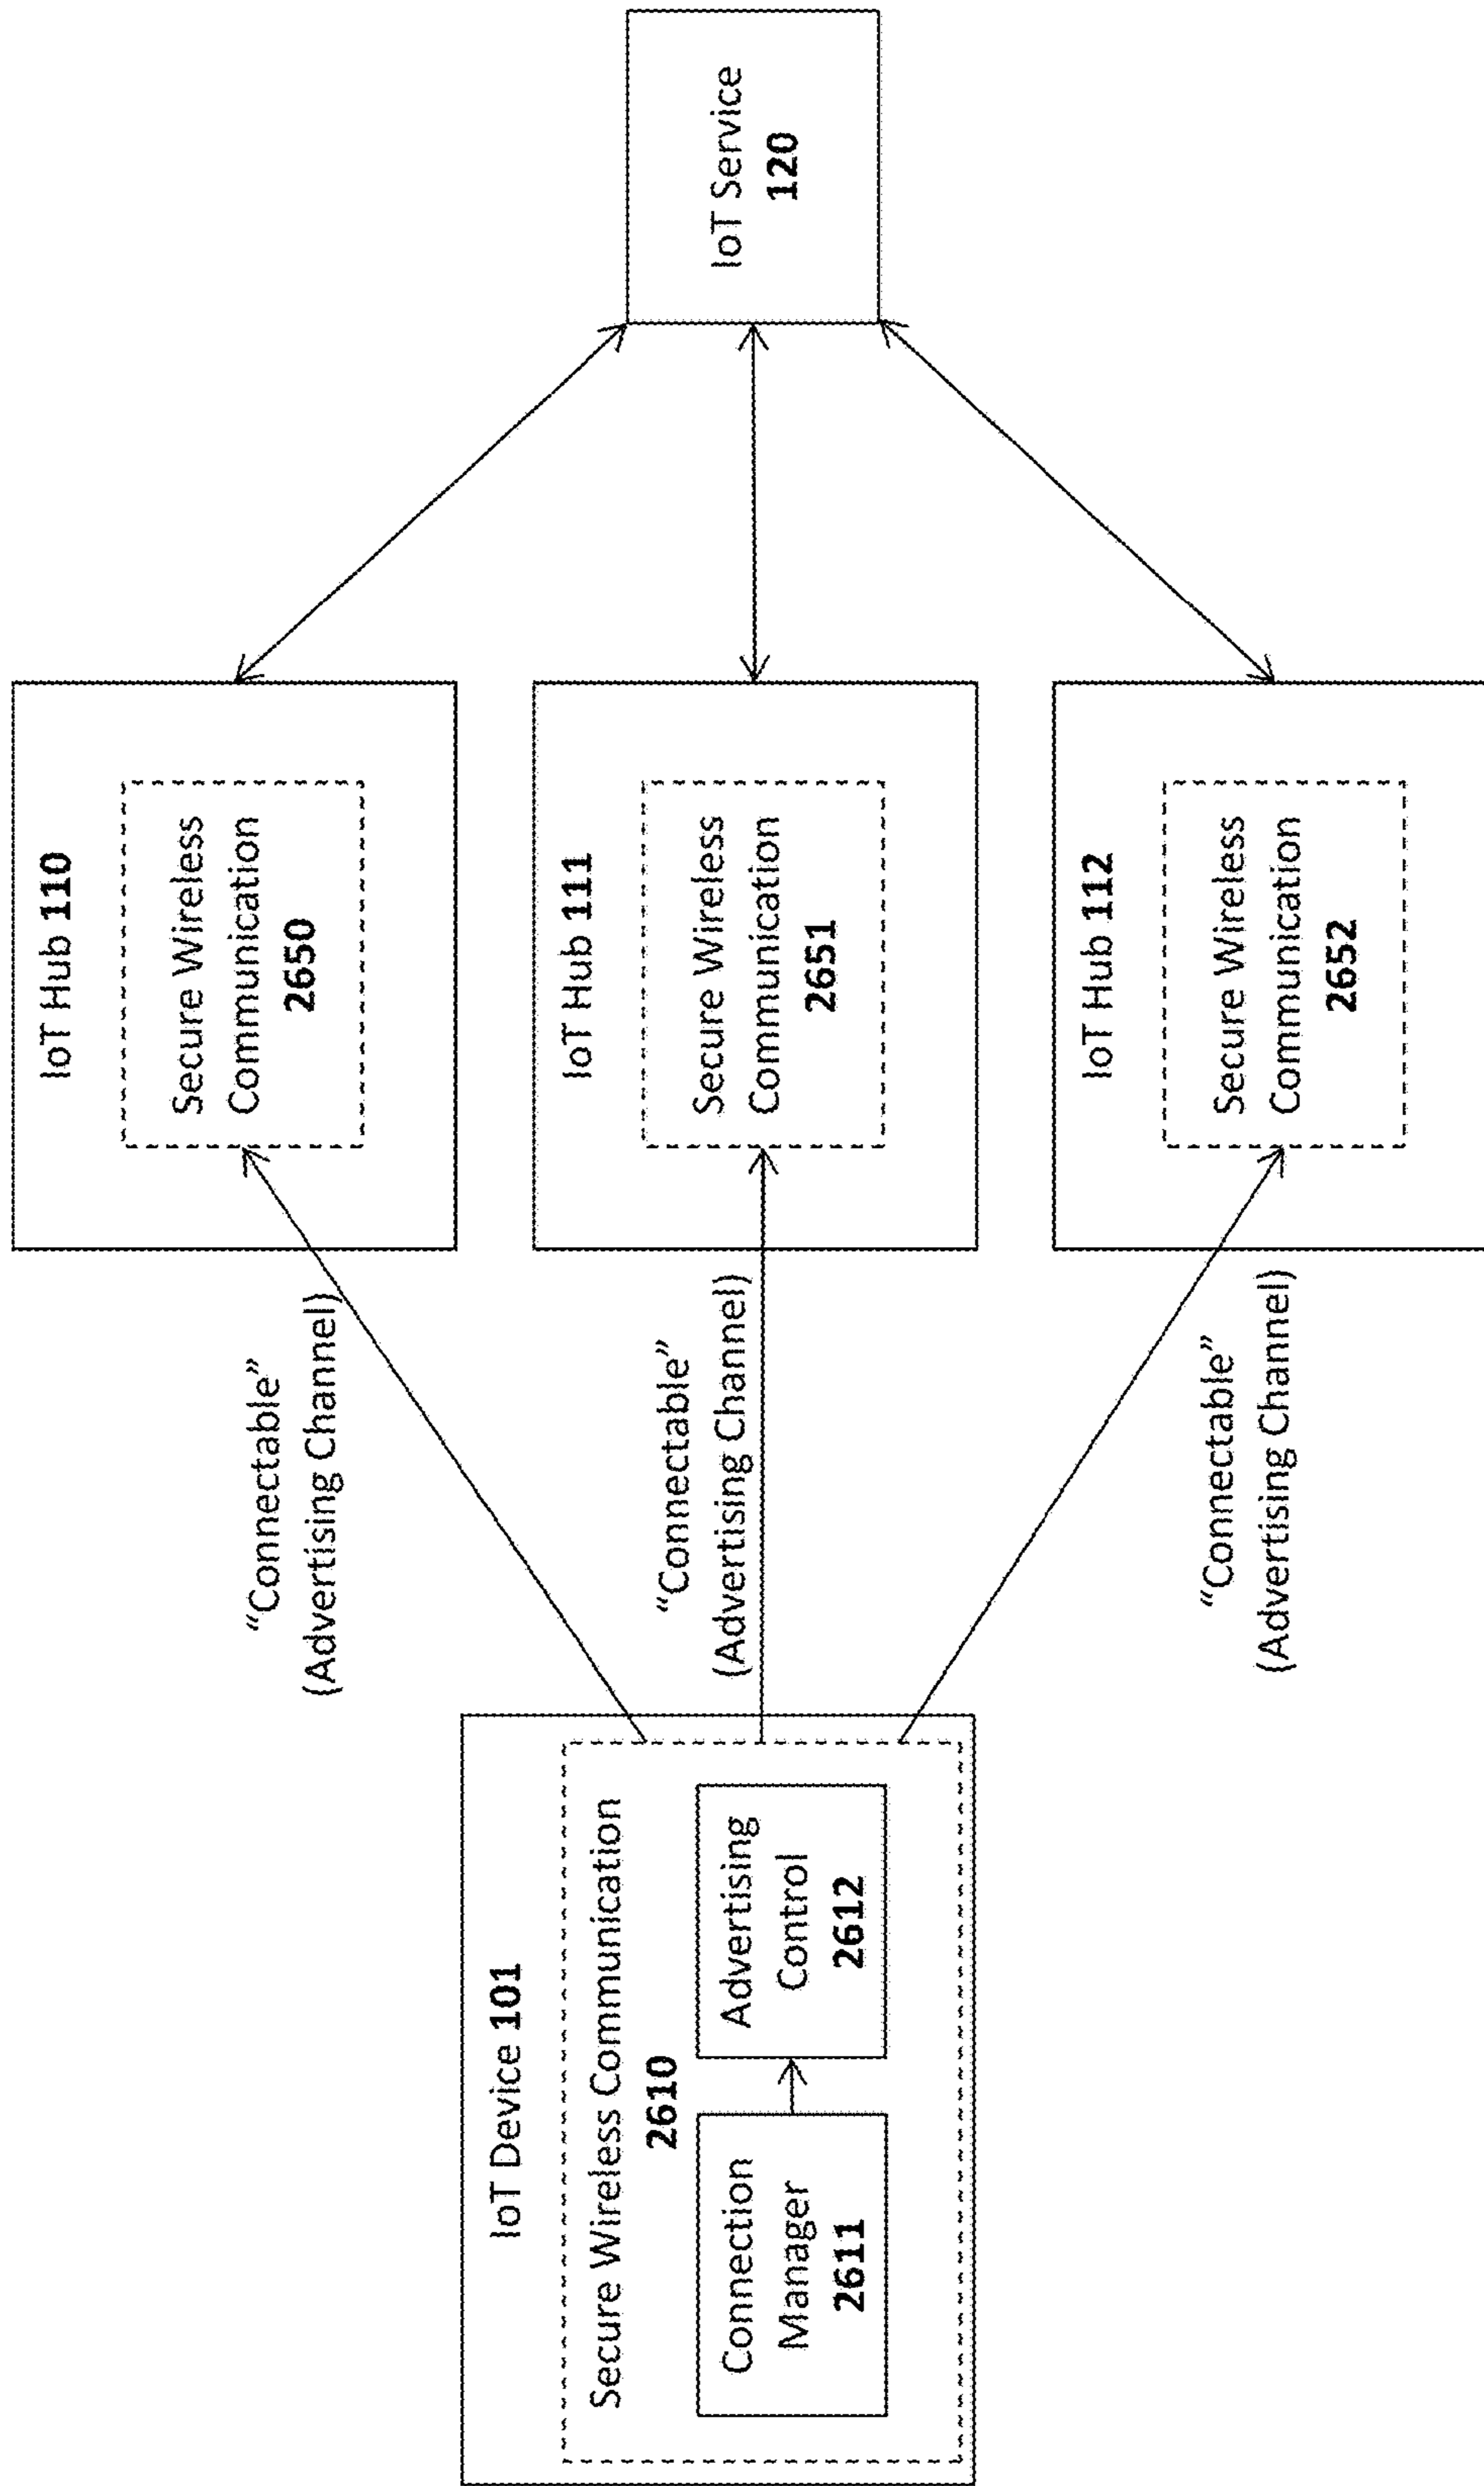 IoT Device 101
Secure Wireless Communication
2610
Connection
Manager
2611
Advertising
Control
2612
“Connectable”
(Advertising Channel)
“Connectable”
(Advertising Channel)
“Connectable”
(Advertising Channel)
IoT Hub 110
Secure Wireless
Communication
2650
IoT Hub 111
Secure Wireless
Communication
2651
IoT Hub 112
Secure Wireless
Communication
2652
IoT Service
120